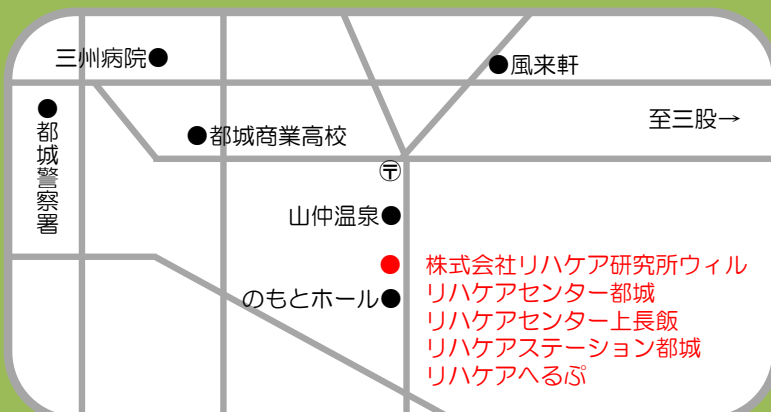 三州病院●
●風来軒
●
都城警察署
●都城商業高校
至三股→
〒
山仲温泉●
●
のもとホール●
株式会社リハケア研究所ウィル
リハケアセンター都城
リハケアセンター上長飯
リハケアステーション都城
リハケアへるぷ